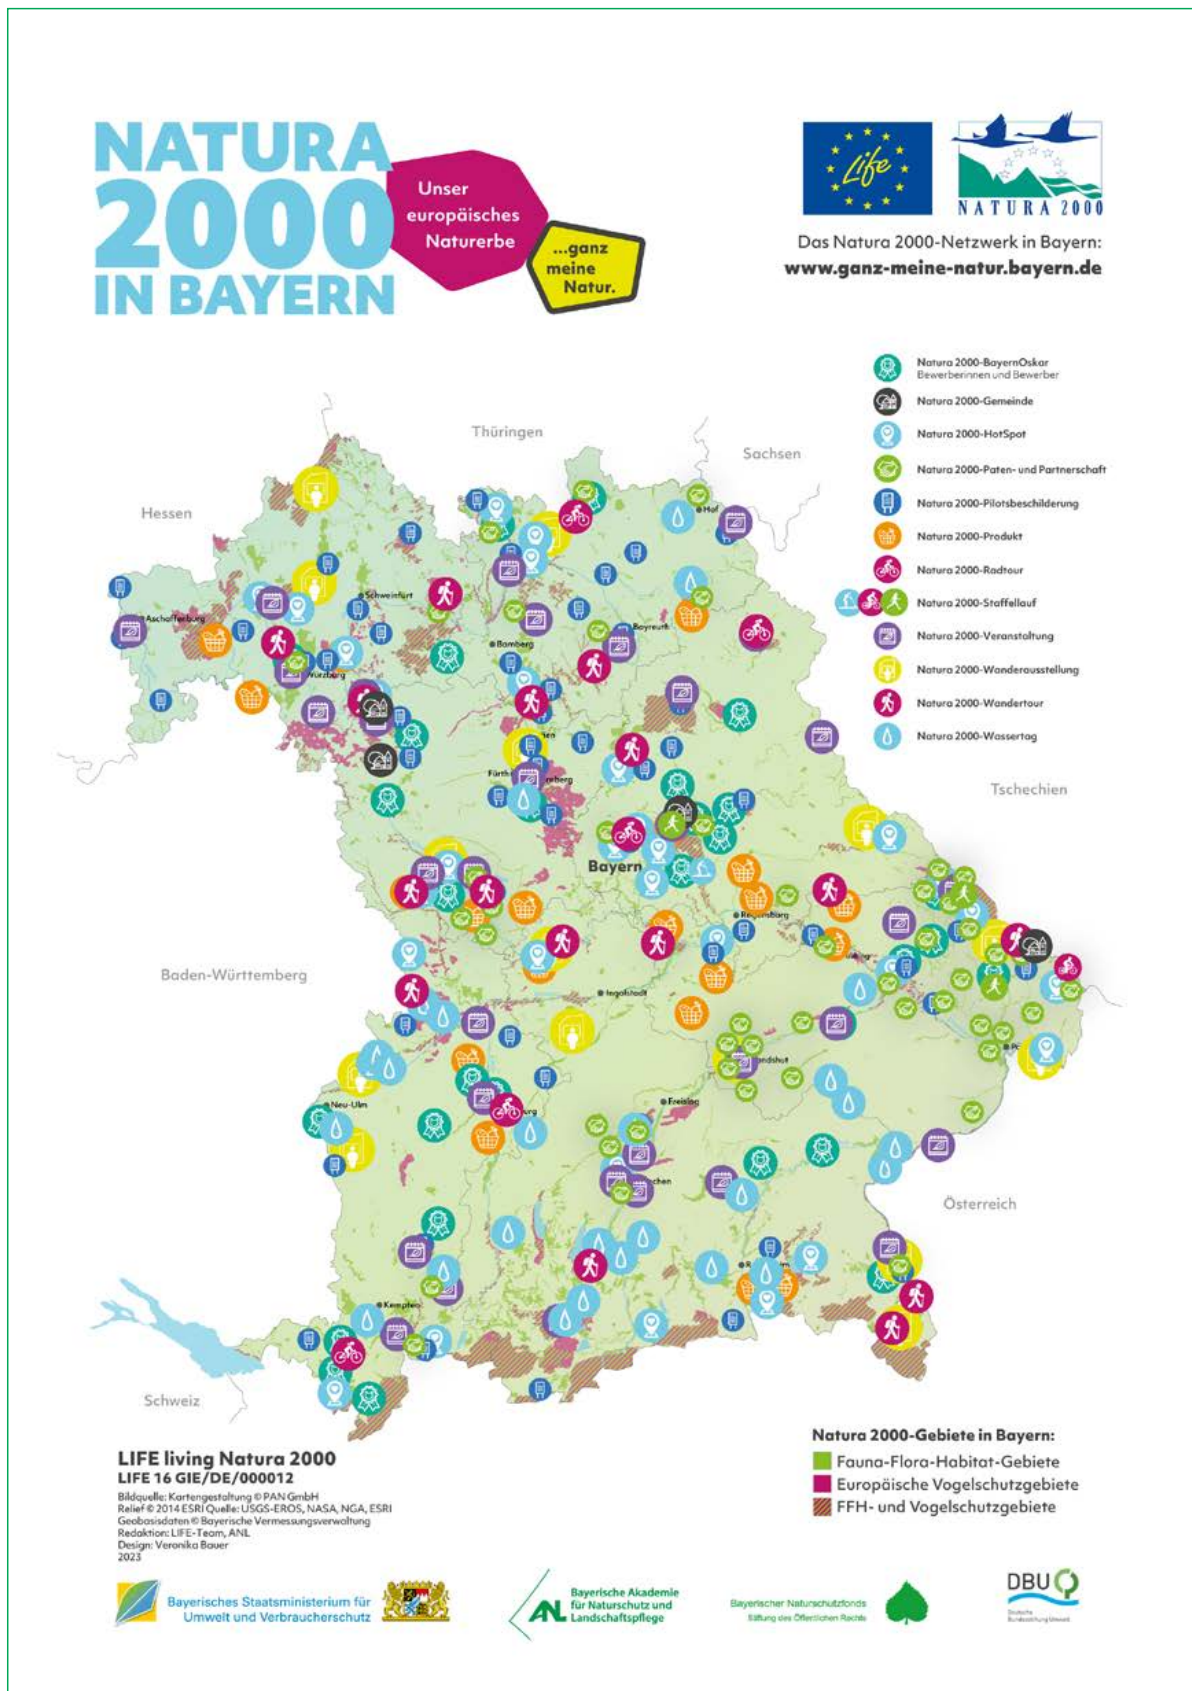 NATURA
2000
IN BAYERN
Unser
europäisches
Naturerbe
...ganz
meine
Natur.
Life
NATURA 2000
Das Natura 2000-Netzwerk in Bayern:
www.ganz-meine-natur.bayern.de
Natura 2000-BayernOskar
Bewerberinnen und Bewerber
Natura 2000-Gemeinde
Natura 2000-HotSpot
Natura 2000-Paten- und Partnerschaft
Natura 2000-Pilotsbeschilderung
Natura 2000-Produkt
Natura 2000-Radtour
Natura 2000-Staffellauf
Natura 2000-Veranstaltung
Natura 2000-Wanderausstellung
Natura 2000-Wandertour
Natura 2000-Wassertag
Thüringen
Sachsen
Hessen
Hof
Schweinfurt
Aschaffenburg
Bayreuth
Bamberg
Würzburg
Tschechien
Fürth
Bayern
Regensburg
Baden-Württemberg
Ingolstadt
Landshut
Neu-Ulm
Freising
Österreich
Kempten
Schweiz
LIFE living Natura 2000
LIFE 16 GIE/DE/000012
Bildquelle: Kartengestaltung © PAN GmbH
Relief © 2014 ESRI Quelle: USGS-EROS, NASA, NGA, ESRI
Geobasisdaten © Bayerische Vermessungsverwaltung
Redaktion: LIFE-Team, ANL
Design: Veronika Bauer
2023
Natura 2000-Gebiete in Bayern:
Fauna-Flora-Habitat-Gebiete
Europäische Vogelschutzgebiete
FFH- und Vogelschutzgebiete
Bayerisches Staatsministerium für
Umwelt und Verbraucherschutz
ANL
Bayerische Akademie
für Naturschutz und
Landschaftspflege
Bayerischer Naturschutzfonds
Stiftung des Öffentlichen Rechts
DBU
Deutsche
Bundesstiftung Umwelt